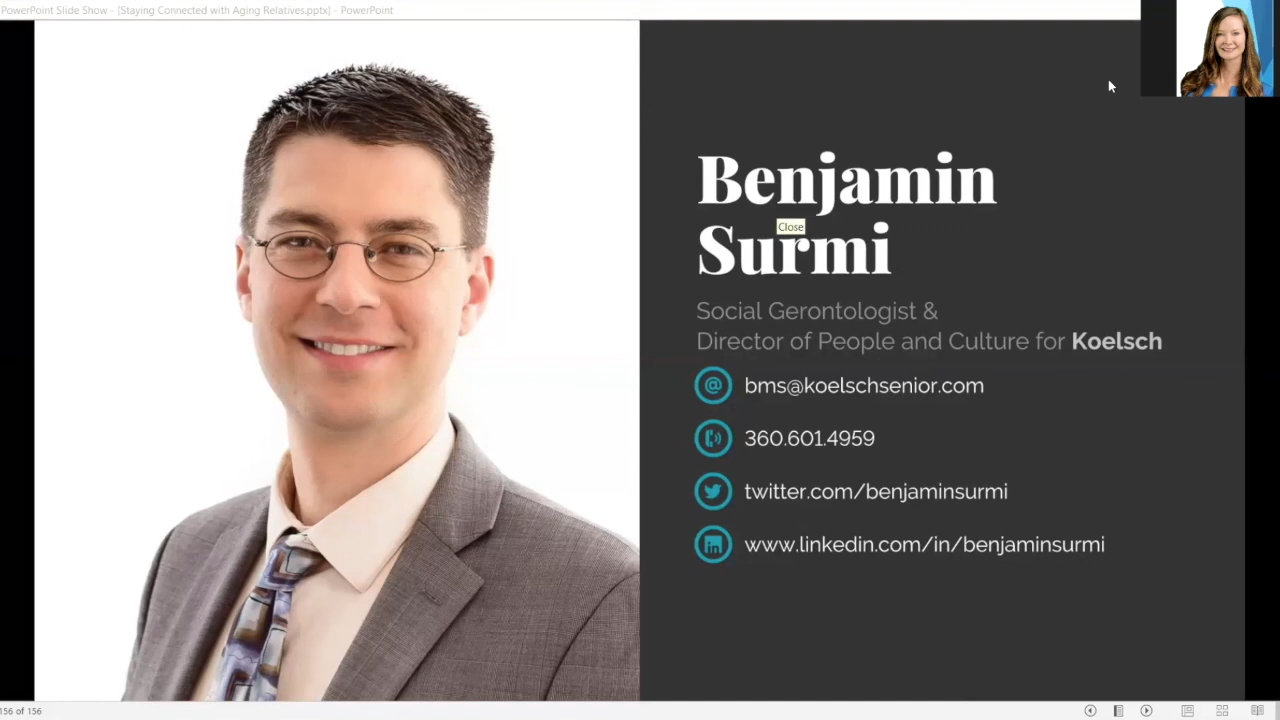 PowerPoint Slide Show - [Staying Connected with Aging Relatives.pptx] - PowerPoint
Benjamin
Close
Surmi
Social Gerontologist &
Director of People and Culture for Koelsch
bms@koelschsenior.com
360.601.4959
twitter.com/benjaminsurmi
www.linkedin.com/in/benjaminsurmi
156 of 156